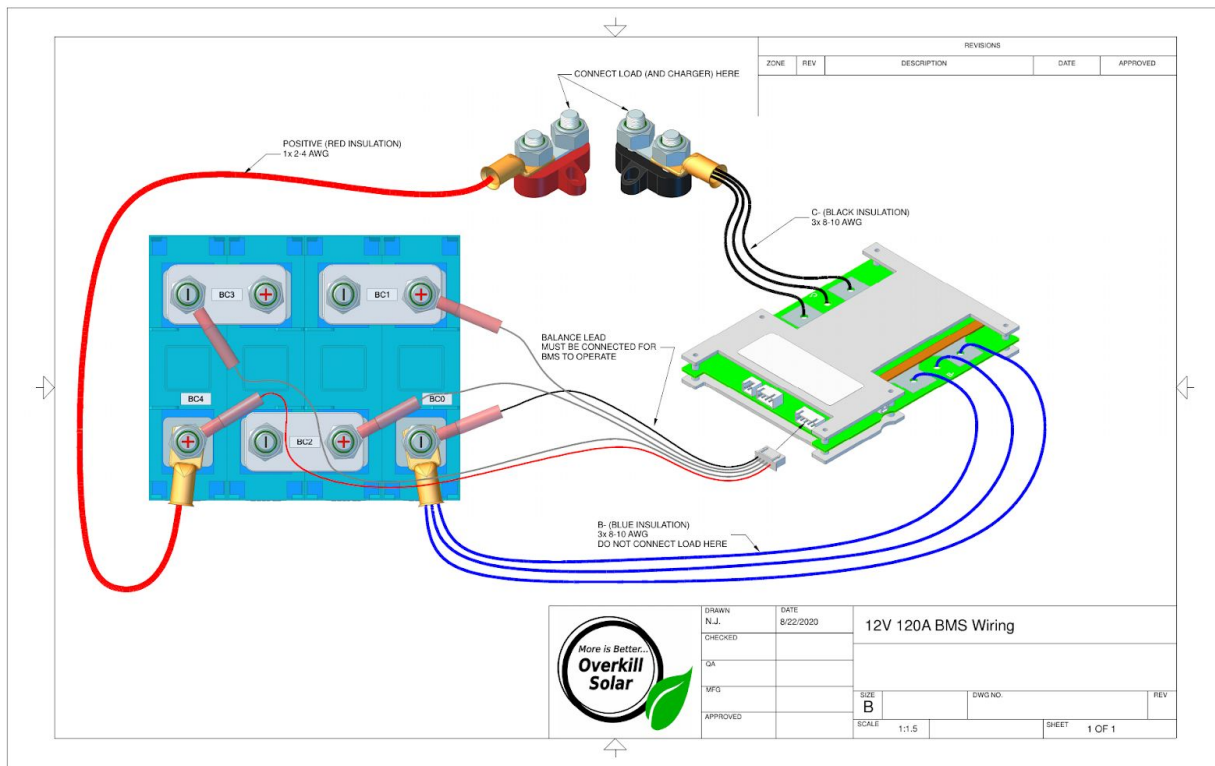 REVISIONS
ZONE REV DESCRIPTION DATE APPROVED
CONNECT LOAD (AND CHARGER) HERE
POSITIVE (RED INSULATION)
1x 2-4 AWG
C- (BLACK INSULATION)
3x 8-10 AWG
BC3
BC1
BALANCE LEAD
MUST BE CONNECTED FOR
BMS TO OPERATE
BC4
BC0
BC2
B- (BLUE INSULATION)
3x 8-10 AWG
DO NOT CONNECT LOAD HERE
More is Better...
Overkill
Solar
DRAWN
N.J.
DATE
8/22/2020
CHECKED
QA
MFG
APPROVED
12V 120A BMS Wiring
SIZE
B
DWG NO.
REV
SCALE 1:1.5
SHEET 1 OF 1